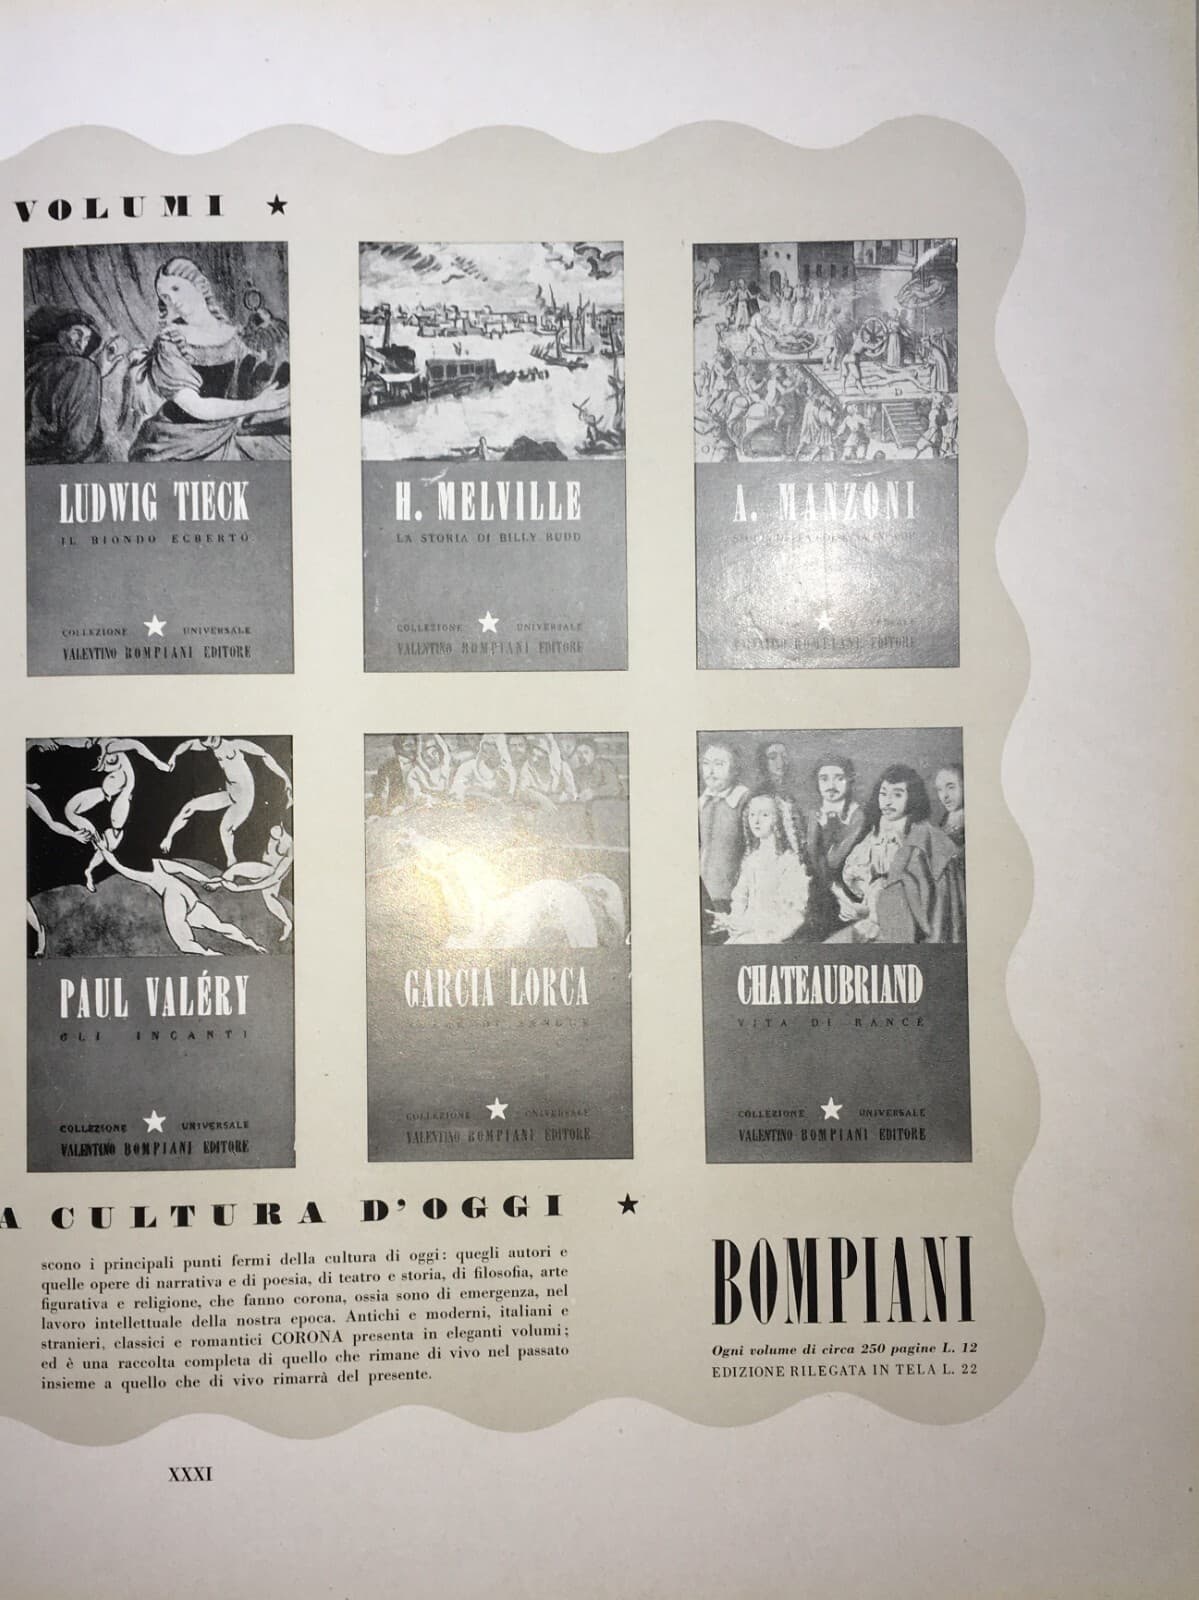 VOLUMI ★
LUDWIG TIECK
IL BIONDO ECBERTO
COLLEZIONE ★ UNIVERSALE
VALENTINO BOMPIANI EDITORE
H. MELVILLE
LA STORIA DI BILLY BUDD
COLLEZIONE ★ UNIVERSALE
VALENTINO BOMPIANI EDITORE
A. MANZONI
VALENTINO BOMPIANI EDITORE
PAUL VALÉRY
GLI INCANTI
COLLEZIONE ★ UNIVERSALE
VALENTINO BOMPIANI EDITORE
GARCIA LORCA
COLLEZIONE ★ UNIVERSALE
VALENTINO BOMPIANI EDITORE
CHATEAUBRIAND
VITA DI RANCÉ
COLLEZIONE ★ UNIVERSALE
VALENTINO BOMPIANI EDITORE
A CULTURA D'OGGI ★
scono i principali punti fermi della cultura di oggi: quegli autori e
quelle opere di narrativa e di poesia, di teatro e storia, di filosofia, arte
figurativa e religione, che fanno corona, ossia sono di emergenza, nel
lavoro intellettuale della nostra epoca. Antichi e moderni, italiani e
stranieri, classici e romantici CORONA presenta in eleganti volumi;
ed è una raccolta completa di quello che rimane di vivo nel passato
insieme a quello che di vivo rimarrà del presente.
BOMPIANI
Ogni volume di circa 250 pagine L. 12
EDIZIONE RILEGATA IN TELA L. 22
XXXI